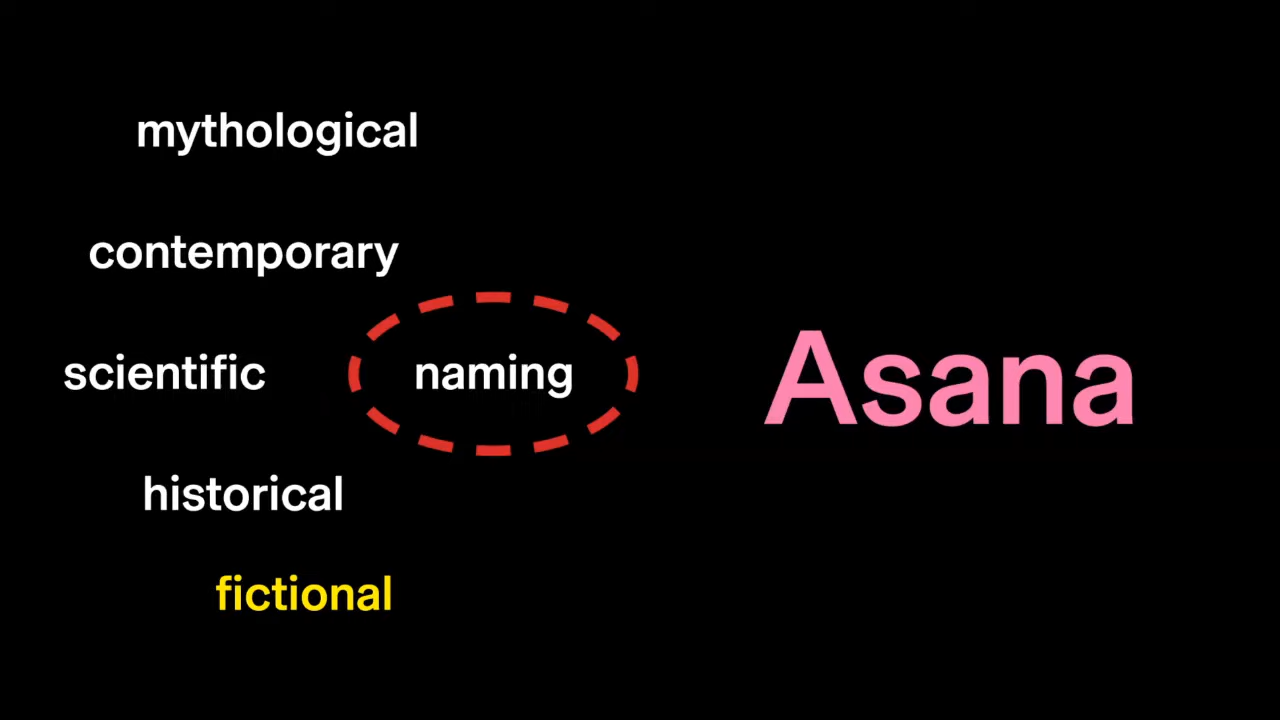 mythological
contemporary
scientific
naming
Asana
historical
fictional